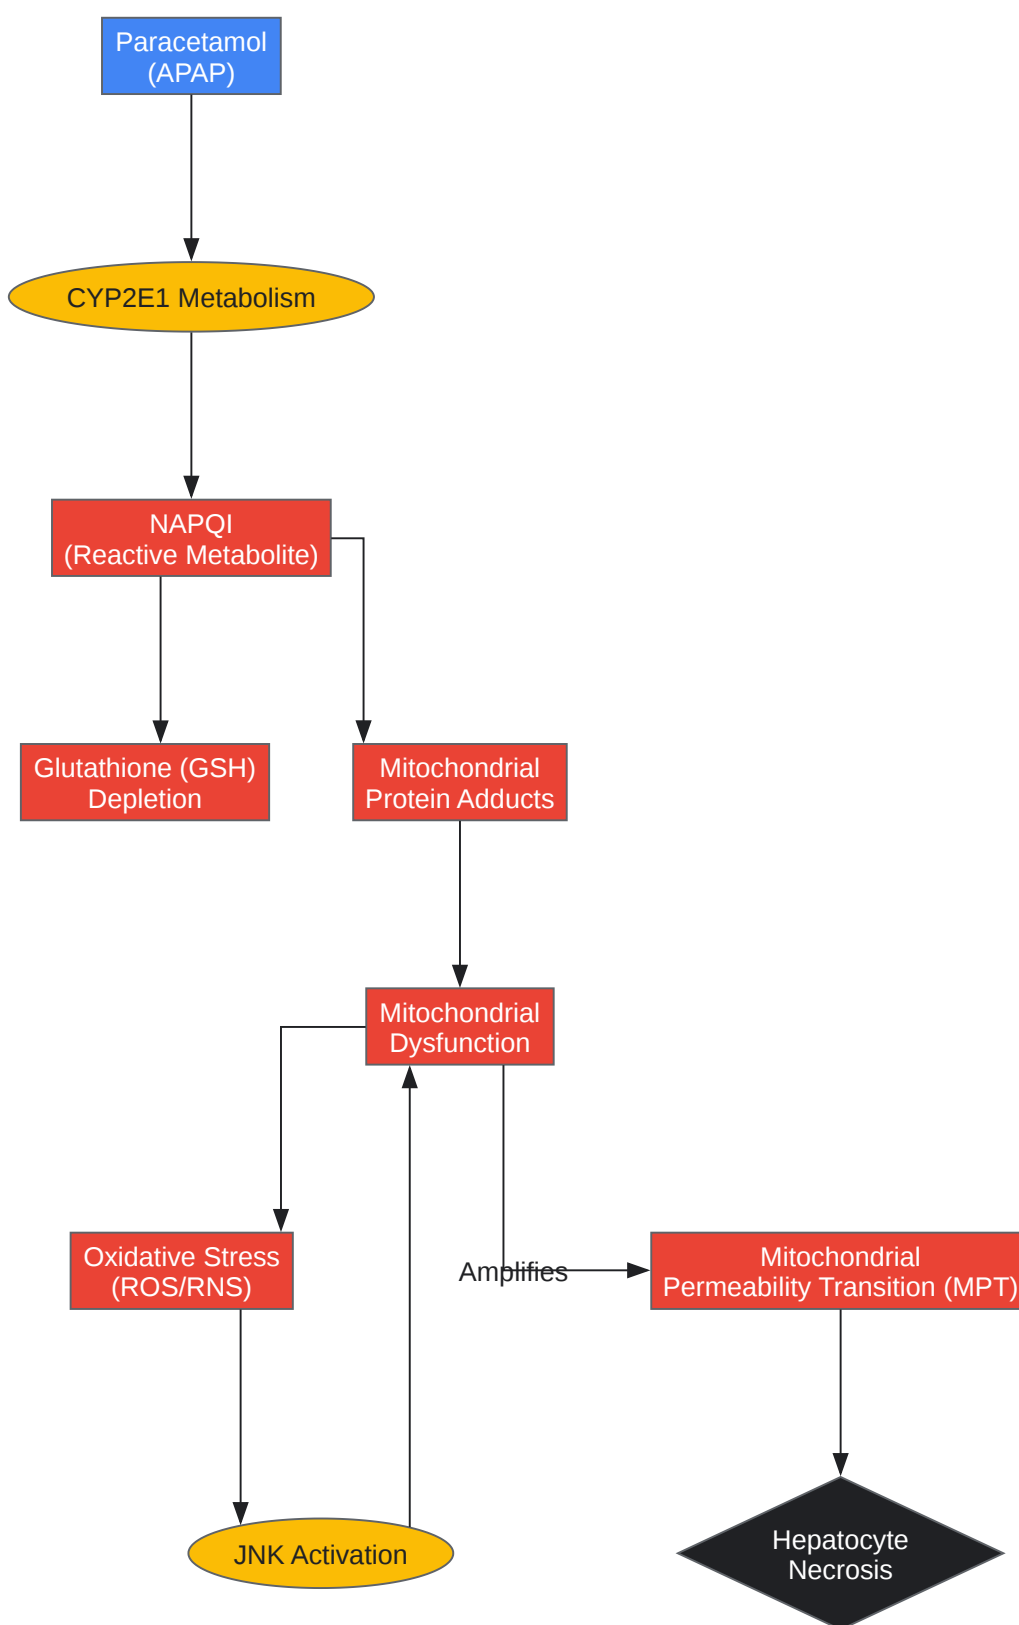 Paracetamol
(APAP)
CYP2E1 Metabolism
NAPQI
(Reactive Metabolite)
Glutathione (GSH)
Depletion
Mitochondrial
Protein Adducts
Mitochondrial
Dysfunction
Oxidative Stress
(ROS/RNS)
Amplifies
Mitochondrial
Permeability Transition (MPT)
JNK Activation
Hepatocyte
Necrosis